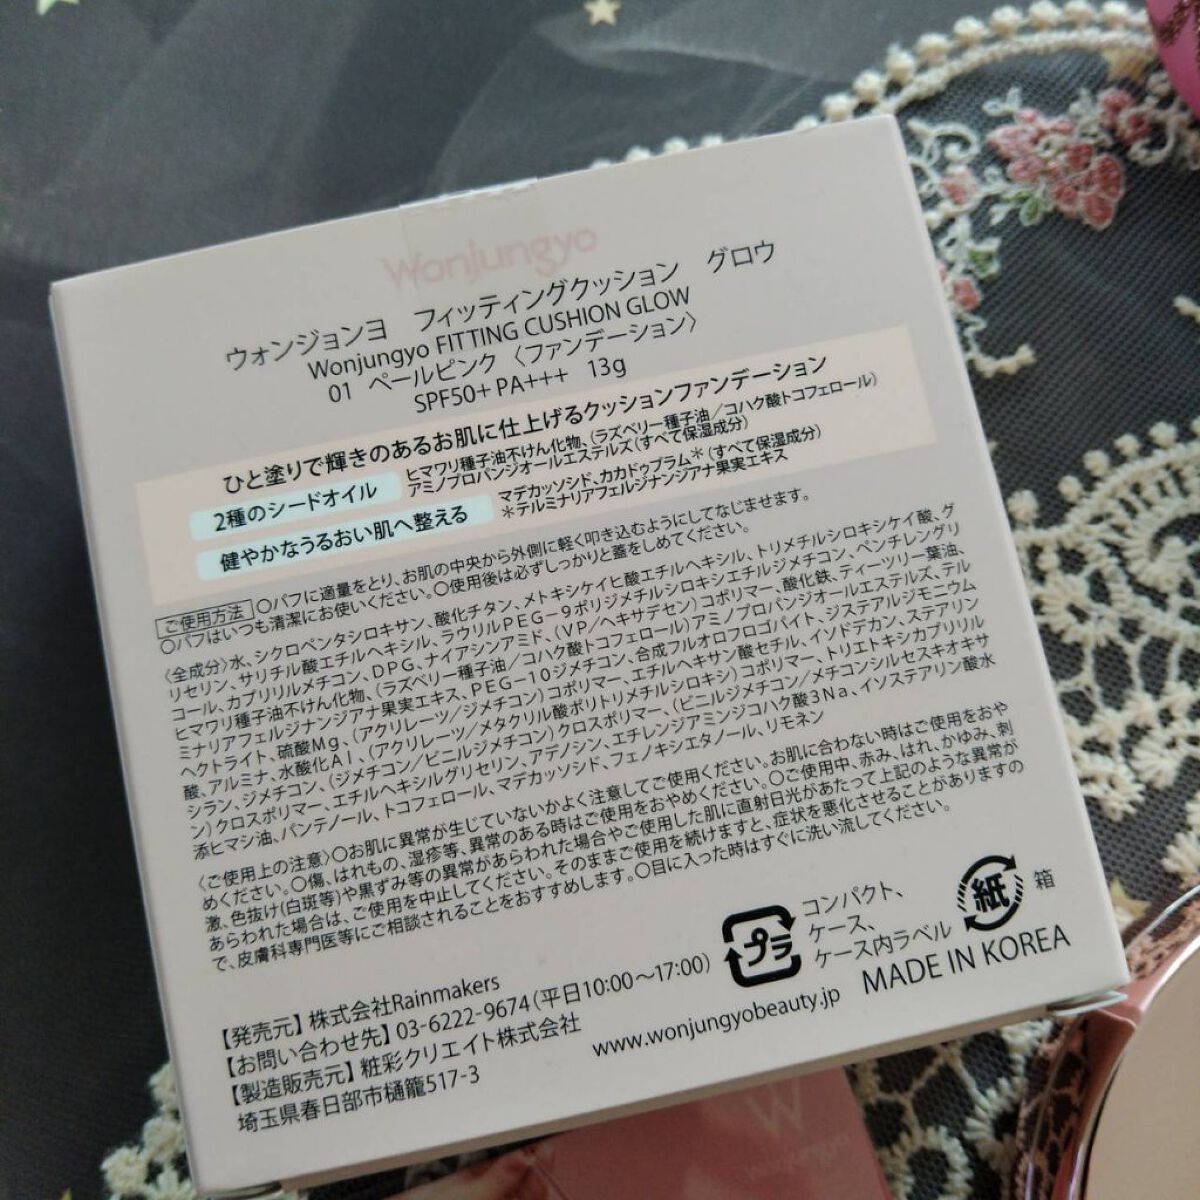 Wonjungyo
ウォンジョンヨ　フィッティングクッション　グロウ
Wonjungyo FITTING CUSHION GLOW
01　ペールピンク〈ファンデーション〉
SPF50+ PA+++　13g
ひと塗りで輝きのあるお肌に仕上げるクッションファンデーション
2種のシードオイル　ヒマワリ種子油不けん化物、(ラズベリー種子油／コハク酸トコフェロール)
アミノプロパンジオールエステルズ(すべて保湿成分)
健やかなうるおい肌へ整える　マデカッソシド、カカドゥプラム＊(すべて保湿成分)
＊テルミナリアフェルジナンジアナ果実エキス
ご使用方法　○パフに適量をとり、お肌の中央から外側に軽く叩き込むようにしてなじませます。
○パフはいつも清潔にお使いください。○使用後は必ずしっかりと蓋をしめてください。
〈全成分〉水、シクロペンタシロキサン、酸化チタン、メトキシケイヒ酸エチルヘキシル、トリメチルシロキシケイ酸、グ
リセリン、サリチル酸エチルヘキシル、ラウリルPEG－9ポリジメチルシロキシエチルジメチコン、ペンチレングリ
コール、カプリリルメチコン、DPG、ナイアシンアミド、(VP／ヘキサデセン)コポリマー、酸化鉄、ティーツリー葉油、
ヒマワリ種子油不けん化物、(ラズベリー種子油／コハク酸トコフェロール)アミノプロパンジオールエステルズ、テル
ミナリアフェルジナンジアナ果実エキス、PEG－10ジメチコン、合成フルオロフロゴパイト、ジステアルジモニウム
ヘクトライト、硫酸Mg、(アクリレーツ／ジメチコン)コポリマー、エチルヘキサン酸セチル、イソドデカン、ステアリン
酸、アルミナ、水酸化Al、(アクリレーツ／メタクリル酸ポリトリメチルシロキシ)コポリマー、トリエトキシカプリリル
シラン、ジメチコン、(ジメチコン／ビニルジメチコン)クロスポリマー、(ビニルジメチコン／メチコンシルセスキオキサ
ン)クロスポリマー、エチルヘキシルグリセリン、アデノシン、エチレンジアミンジコハク酸3Na、イソステアリン酸水
添ヒマシ油、パンテノール、トコフェロール、マデカッソシド、フェノキシエタノール、リモネン
〈ご使用上の注意〉○お肌に異常が生じていないかよく注意してご使用ください。お肌に合わない時はご使用をおや
めください。○傷、はれもの、湿疹等、異常のある時はご使用をおやめください。○ご使用中、赤み、はれ、かゆみ、刺
激、色抜け(白斑等)や黒ずみ等の異常があらわれた場合やご使用した肌に直射日光があたって上記のような異常が
あらわれた場合は、ご使用を中止してください。そのままご使用を続けますと、症状を悪化させることがありますの
で、皮膚科専門医等にご相談されることをおすすめします。○目に入った時はすぐに洗い流してください。
プラ　コンパクト、
ケース、
ケース内ラベル
紙　箱
【発売元】株式会社Rainmakers
【お問い合わせ先】03-6222-9674(平日10:00〜17:00)
【製造販売元】粧彩クリエイト株式会社
埼玉県春日部市樋籠517-3
www.wonjungyobeauty.jp
MADE IN KOREA
W
wonjungyo